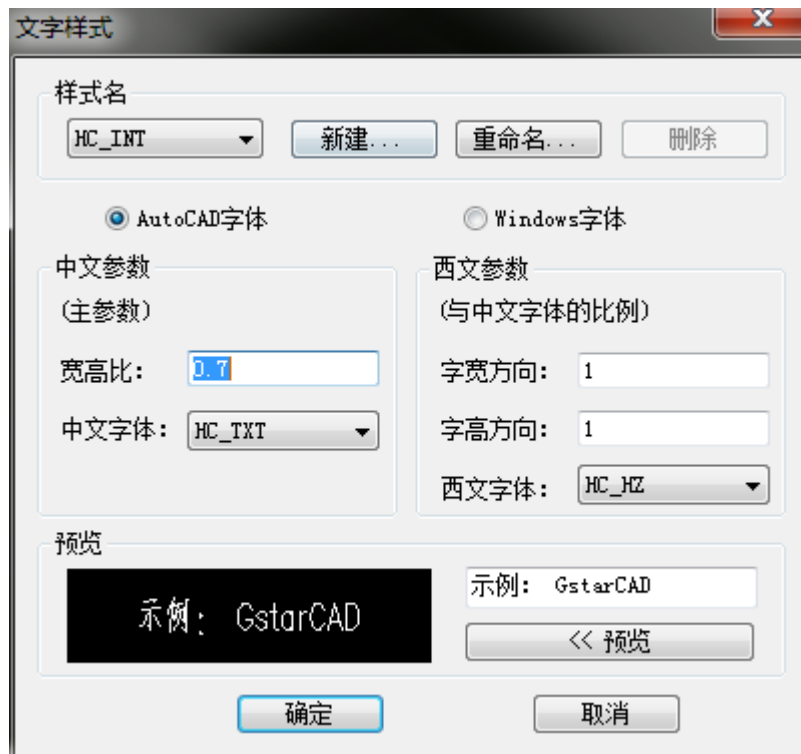 文字样式
样式名
HC_INT 新建... 重命名... 删除
AutoCAD字体 Windows字体
中文参数
(主参数)
宽高比： 0.7
中文字体： HC_TXT
西文参数
(与中文字体的比例)
字宽方向： 1
字高方向： 1
西文字体： HC_HZ
预览
示例： GstarCAD
示例： GstarCAD
<< 预览
确定 取消